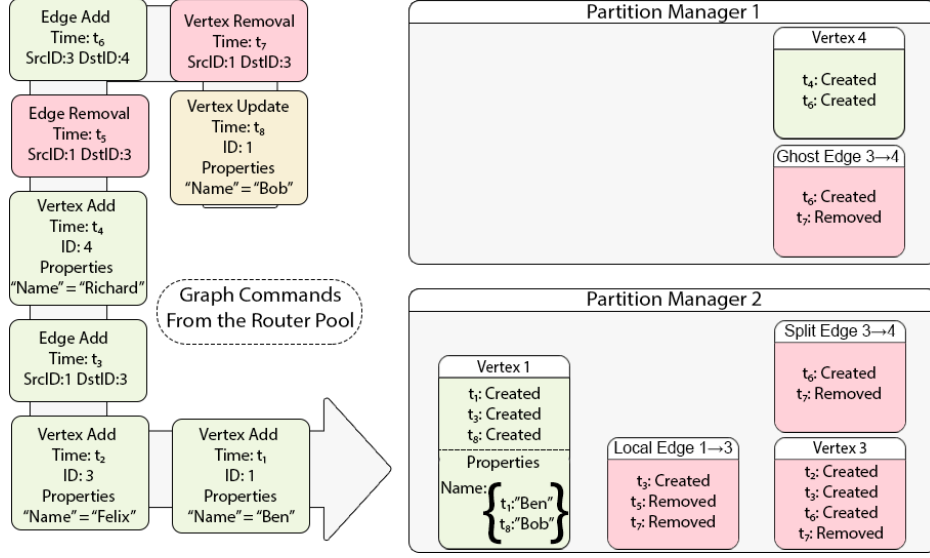 Edge Add
Time: t₆
SrcID:3 DstID:4
Vertex Removal
Time: t₇
SrcID:1 DstID:3
Edge Removal
Time: t₅
SrcID:1 DstID:3
Vertex Update
Time: t₈
ID: 1
Properties
“Name” = “Bob”
Vertex Add
Time: t₄
ID: 4
Properties
“Name” = “Richard”
Graph Commands
From the Router Pool
Edge Add
Time: t₃
SrcID:1 DstID:3
Vertex Add
Time: t₂
ID: 3
Properties
“Name” = “Felix”
Vertex Add
Time: t₁
ID: 1
Properties
“Name” = “Ben”
Partition Manager 1
Vertex 4
t₄: Created
t₆: Created
Ghost Edge 3→4
t₆: Created
t₇: Removed
Partition Manager 2
Vertex 1
t₁: Created
t₃: Created
t₈: Created
Properties
Name:
t₁:”Ben”
t₈:”Bob”
Local Edge 1→3
t₃: Created
t₅: Removed
t₇: Removed
Split Edge 3→4
t₆: Created
t₇: Removed
Vertex 3
t₂: Created
t₃: Created
t₆: Created
t₇: Removed